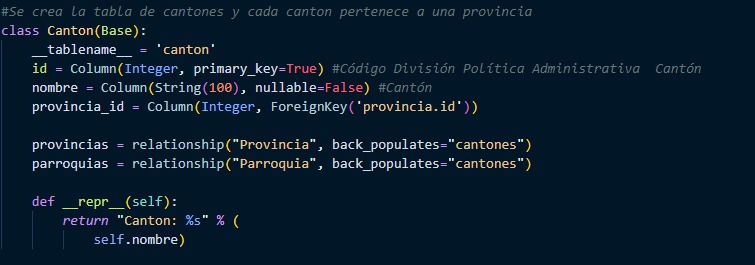 #Se crea la tabla de cantones y cada canton pertenece a una provincia
class Canton(Base):
    __tablename__ = 'canton'
    id = Column(Integer, primary_key=True) #Código División Política Administrativa  Cantón
    nombre = Column(String(100), nullable=False) #Cantón
    provincia_id = Column(Integer, ForeignKey('provincia.id'))

    provincias = relationship("Provincia", back_populates="cantones")
    parroquias = relationship("Parroquia", back_populates="cantones")

    def __repr__(self):
        return "Canton: %s" % (
            self.nombre)